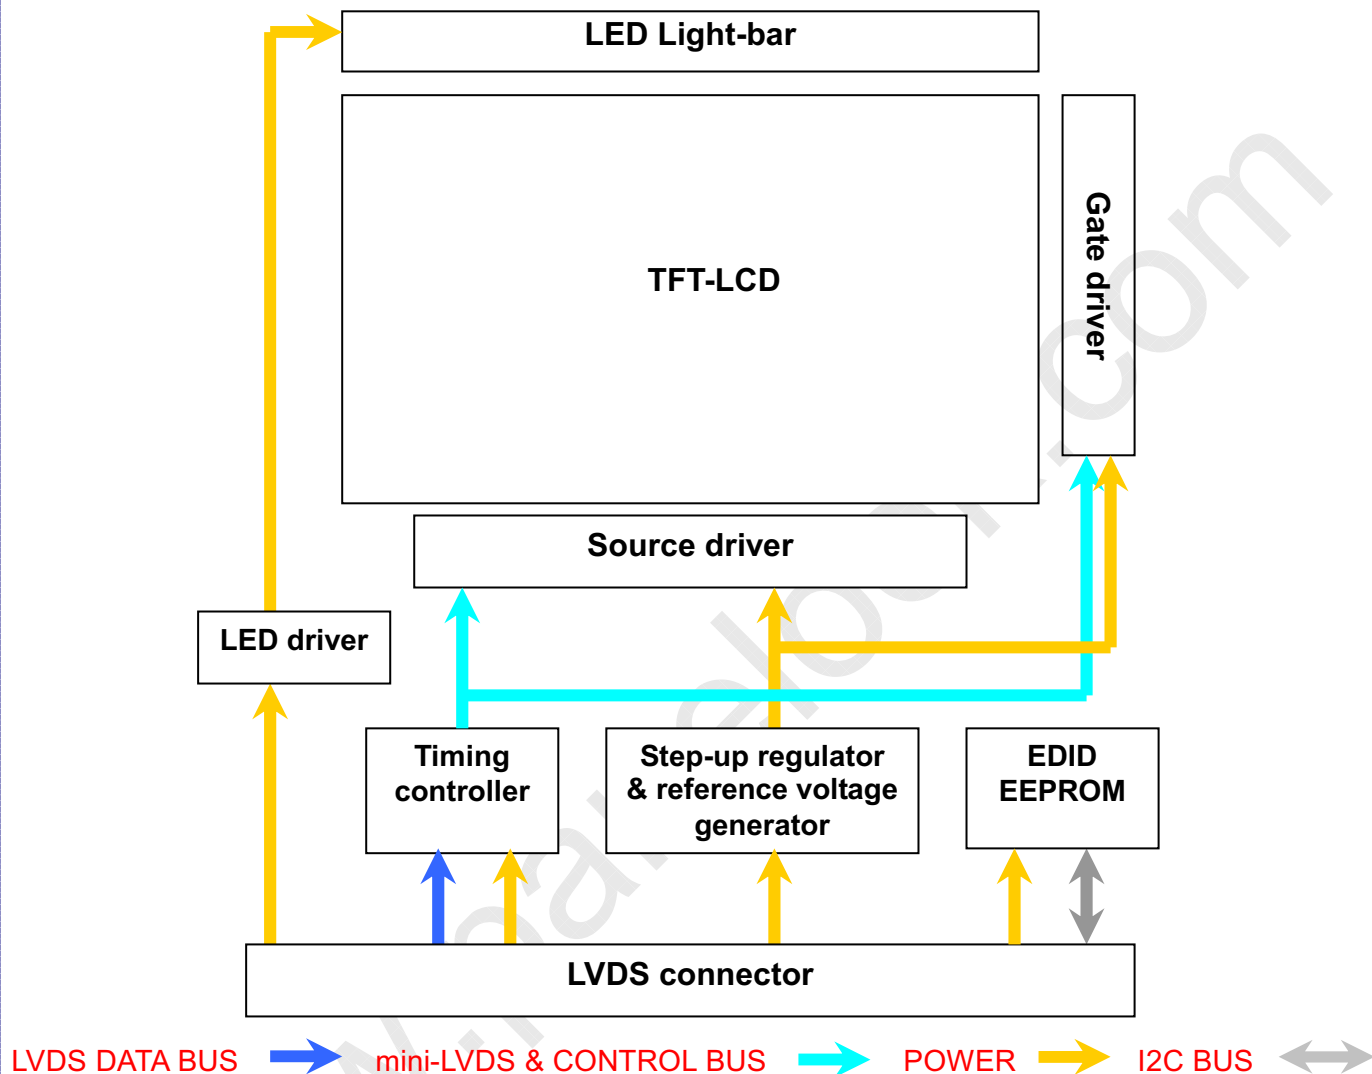 LED Light-bar
TFT-LCD
Gate driver
Source driver
LED driver
Timing
controller
Step-up regulator
& reference voltage
generator
EDID
EEPROM
LVDS connector
LVDS DATA BUS
mini-LVDS & CONTROL BUS
POWER
I2C BUS